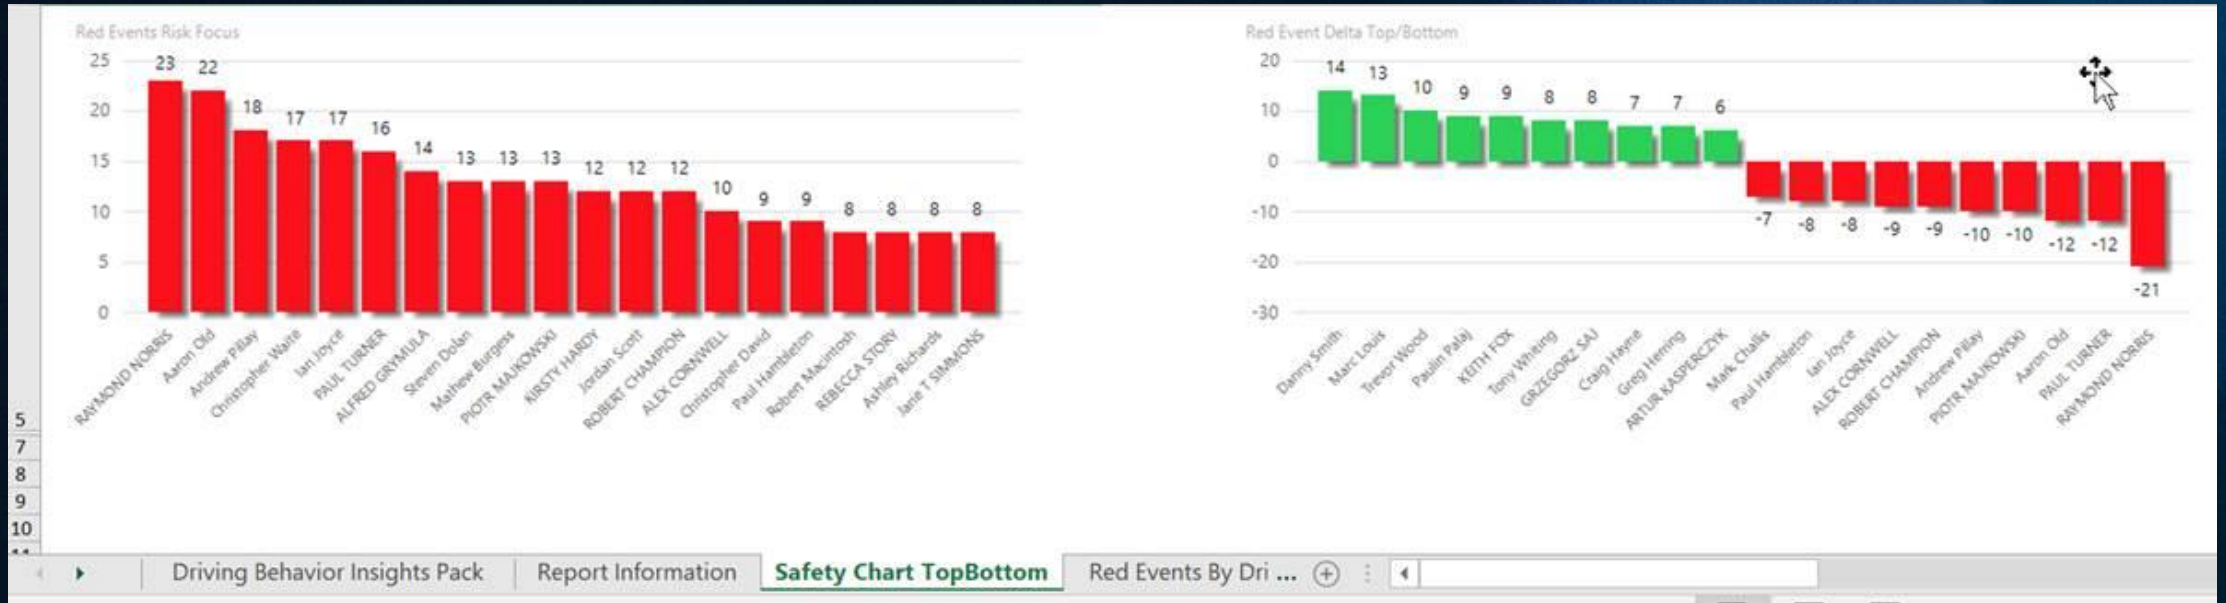 Red Events Risk Focus
25
20
15
10
5
0
23 22 18 17 17 16 14 13 13 13 12 12 12 10 9 9 8 8 8 8
RAYMOND NORRIS
Aaron Old
Andrew Pillay
Christopher Waite
Ian Joyce
PAUL TURNER
ALFRED GRYMULA
Steven Dolan
Mathew Burgess
PIOTR MAJKOWSKI
KIRSTY HARDY
Jordan Scott
ROBERT CHAMPION
ALEX CORNWELL
Christopher David
Paul Hambleton
Robert Macintosh
REBECCA STORY
Ashley Richards
Jane T SIMMONS
Red Event Delta Top/Bottom
20
10
0
-10
-20
-30
14 13 10 9 9 8 8 7 7 6 -7 -8 -8 -9 -9 -10 -10 -12 -12 -21
Danny Smith
Marc Louis
Trevor Wood
Paulin Palaj
KEITH FOX
Tony Whiting
GRZEGORZ SAJ
Craig Hayne
Greg Herring
ARTUR KASPERCZYK
Mark Challis
Paul Hambleton
Ian Joyce
ALEX CORNWELL
ROBERT CHAMPION
Andrew Pillay
PIOTR MAJKOWSKI
Aaron Old
PAUL TURNER
RAYMOND NORRIS
5
7
8
9
10
Driving Behavior Insights Pack Report Information Safety Chart TopBottom Red Events By Dri ...